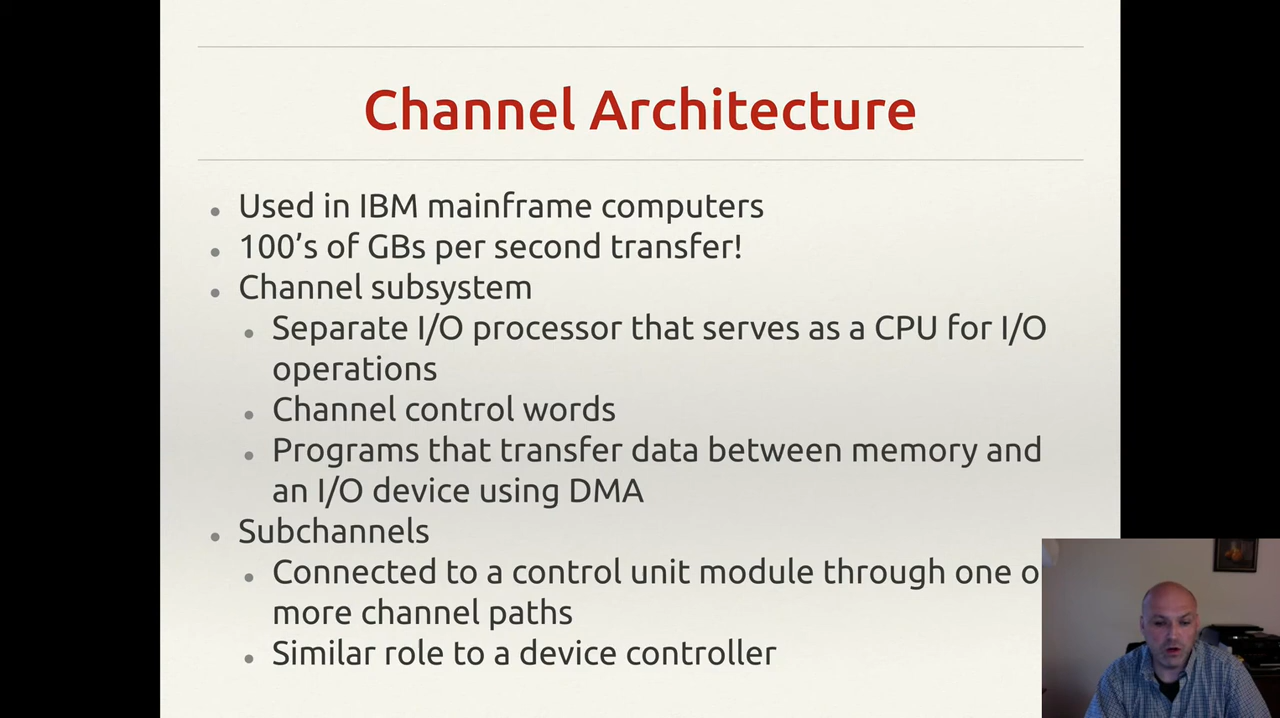 Channel Architecture
Used in IBM mainframe computers
100’s of GBs per second transfer!
Channel subsystem
Separate I/O processor that serves as a CPU for I/O
operations
Channel control words
Programs that transfer data between memory and
an I/O device using DMA
Subchannels
Connected to a control unit module through one
more channel paths
Similar role to a device controller